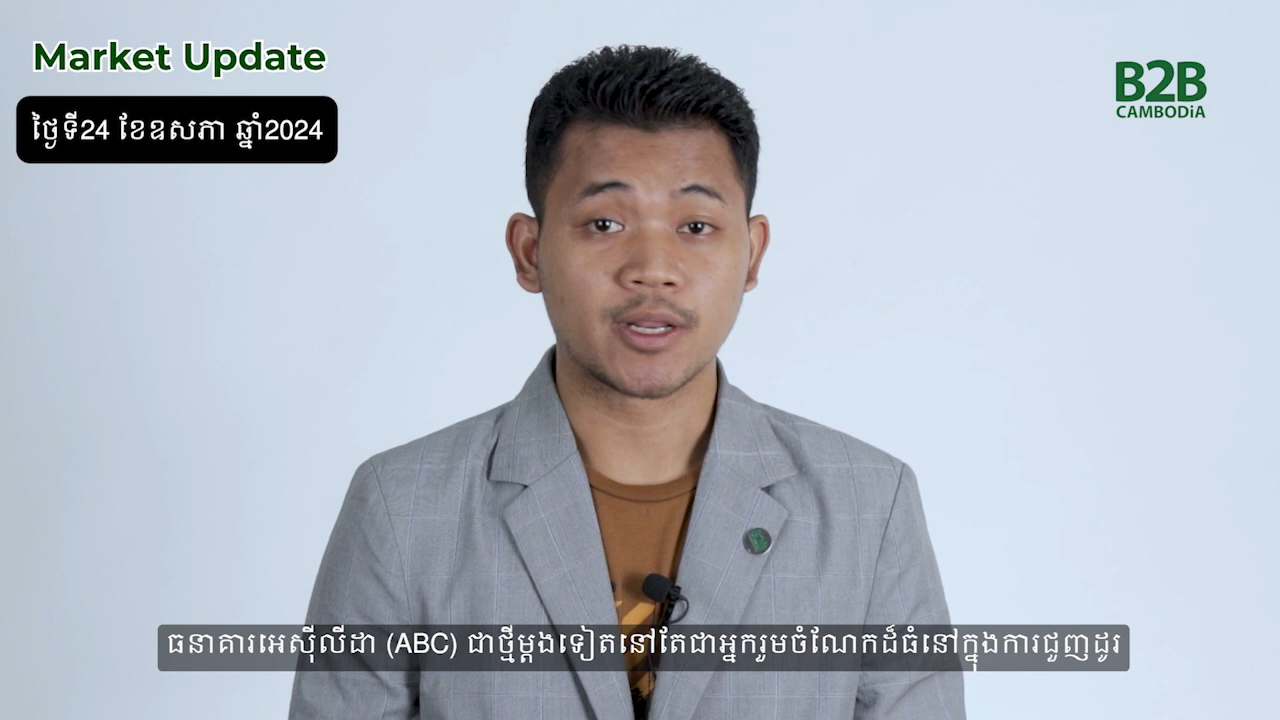 Market Update
ថ្ងៃទី24 ខែឧសភា ឆ្នាំ2024
B2B
CAMBODiA
ធនាគារអេស៊ីលីដា (ABC) ជាថ្មីម្តងទៀតនៅតែជាអ្នករួមចំណែកដ៏ធំនៅក្នុងការជួញដូរ